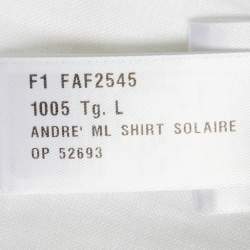 F1 FAF2545
1005 Tg. L
ANDRE' ML SHIRT SOLAIRE
OP 52693